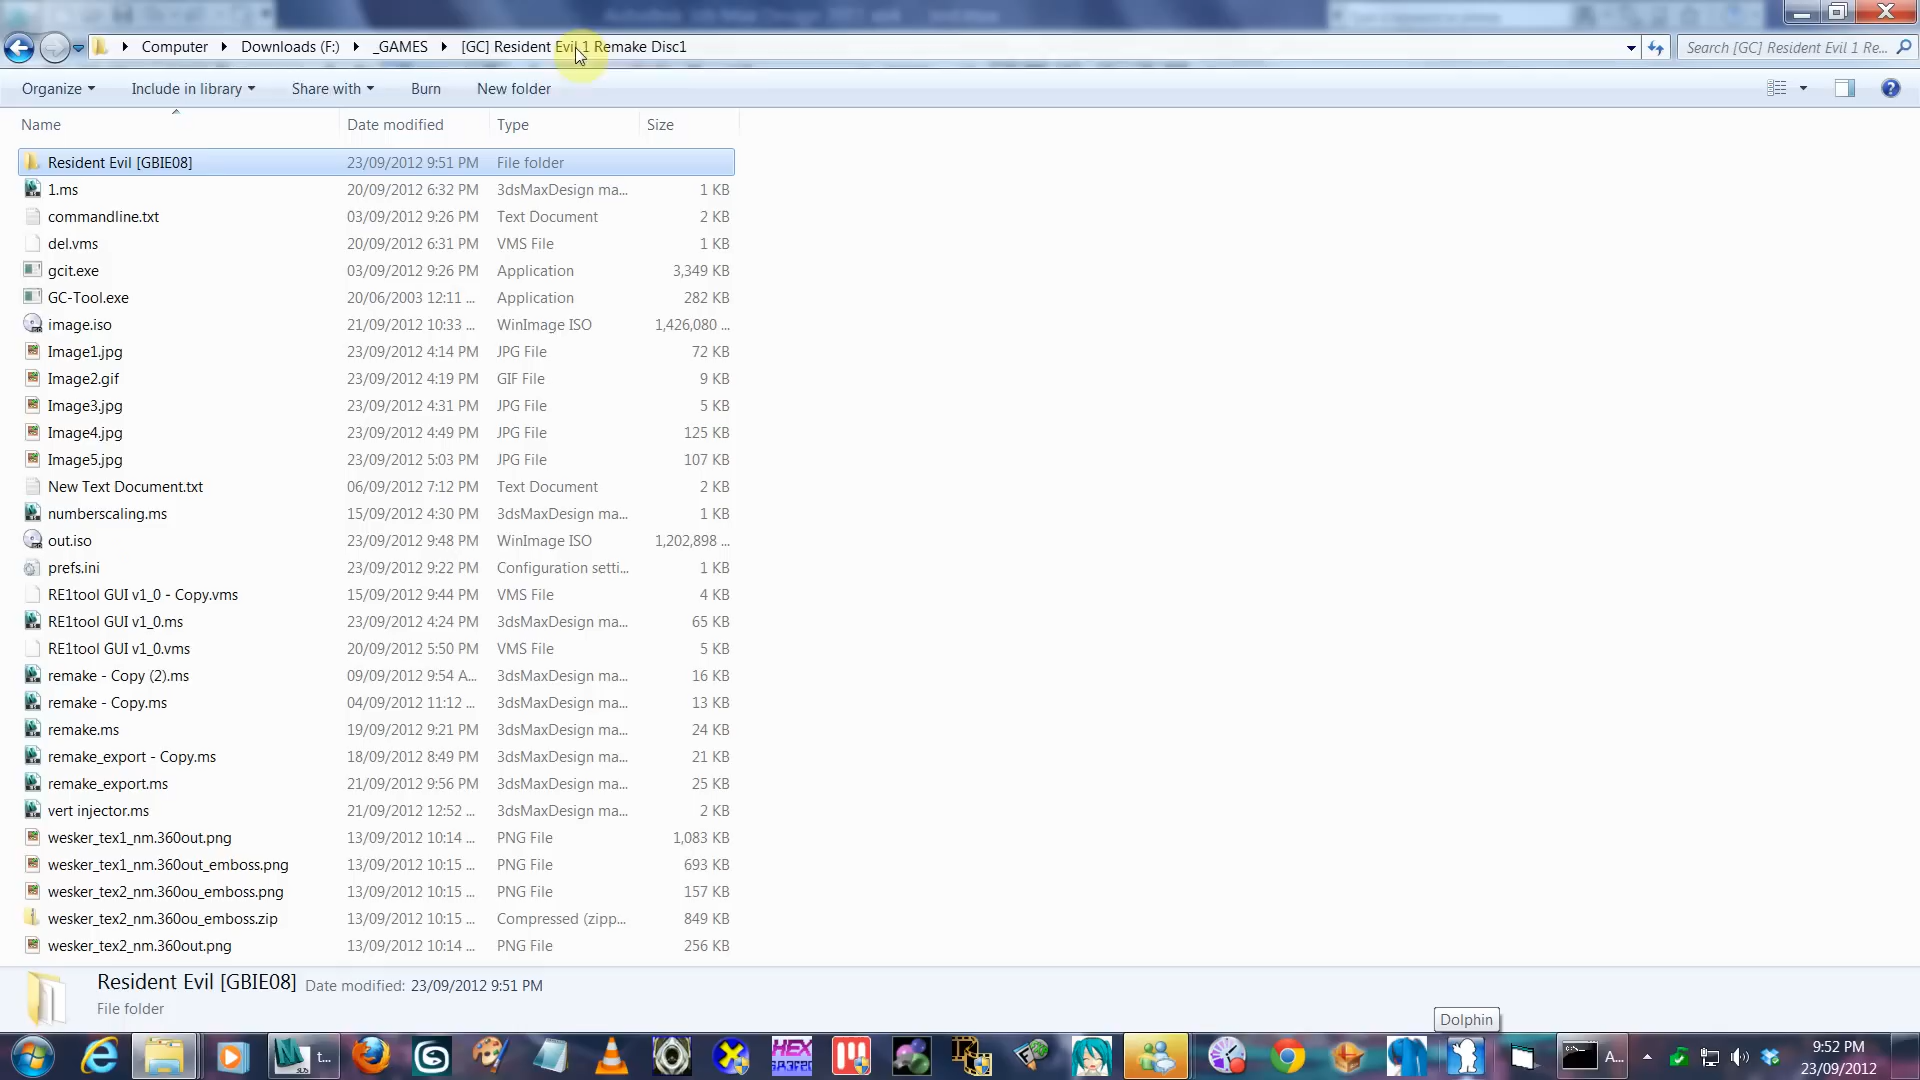 Computer Downloads (F:) _GAMES [GC] Resident Evil 1 Remake Disc1 Search [GC] Resident Evil 1 Re...
Organize Include in library Share with Burn New folder
Name Date modified Type Size
Resident Evil [GBIE08] 23/09/2012 9:51 PM File folder
1.ms 20/09/2012 6:32 PM 3dsMaxDesign ma... 1 KB
commandline.txt 03/09/2012 9:26 PM Text Document 2 KB
del.vms 20/09/2012 6:31 PM VMS File 1 KB
gcit.exe 03/09/2012 9:26 PM Application 3,349 KB
GC-Tool.exe 20/06/2003 12:11 ... Application 282 KB
image.iso 21/09/2012 10:33 ... WinImage ISO 1,426,080 ...
Image1.jpg 23/09/2012 4:14 PM JPG File 72 KB
Image2.gif 23/09/2012 4:19 PM GIF File 9 KB
Image3.jpg 23/09/2012 4:31 PM JPG File 5 KB
Image4.jpg 23/09/2012 4:49 PM JPG File 125 KB
Image5.jpg 23/09/2012 5:03 PM JPG File 107 KB
New Text Document.txt 06/09/2012 7:12 PM Text Document 2 KB
numberscaling.ms 15/09/2012 4:30 PM 3dsMaxDesign ma... 1 KB
out.iso 23/09/2012 9:48 PM WinImage ISO 1,202,898 ...
prefs.ini 23/09/2012 9:22 PM Configuration setti... 1 KB
RE1tool GUI v1_0 - Copy.vms 15/09/2012 9:44 PM VMS File 4 KB
RE1tool GUI v1_0.ms 23/09/2012 4:24 PM 3dsMaxDesign ma... 65 KB
RE1tool GUI v1_0.vms 20/09/2012 5:50 PM VMS File 5 KB
remake - Copy (2).ms 09/09/2012 9:54 A... 3dsMaxDesign ma... 16 KB
remake - Copy.ms 04/09/2012 11:12 ... 3dsMaxDesign ma... 13 KB
remake.ms 19/09/2012 9:21 PM 3dsMaxDesign ma... 24 KB
remake_export - Copy.ms 18/09/2012 8:49 PM 3dsMaxDesign ma... 21 KB
remake_export.ms 21/09/2012 9:56 PM 3dsMaxDesign ma... 25 KB
vert injector.ms 21/09/2012 12:52 ... 3dsMaxDesign ma... 2 KB
wesker_tex1_nm.360out.png 13/09/2012 10:14 ... PNG File 1,083 KB
wesker_tex1_nm.360out_emboss.png 13/09/2012 10:15 ... PNG File 693 KB
wesker_tex2_nm.360ou_emboss.png 13/09/2012 10:15 ... PNG File 157 KB
wesker_tex2_nm.360ou_emboss.zip 13/09/2012 10:15 ... Compressed (zipp... 849 KB
wesker_tex2_nm.360out.png 13/09/2012 10:14 ... PNG File 256 KB
Resident Evil [GBIE08] Date modified: 23/09/2012 9:51 PM
File folder
Dolphin
t...
A...
9:52 PM
23/09/2012